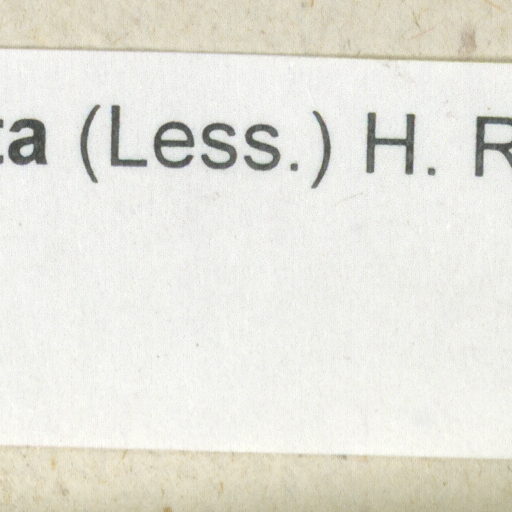 ta (Less.) H. R